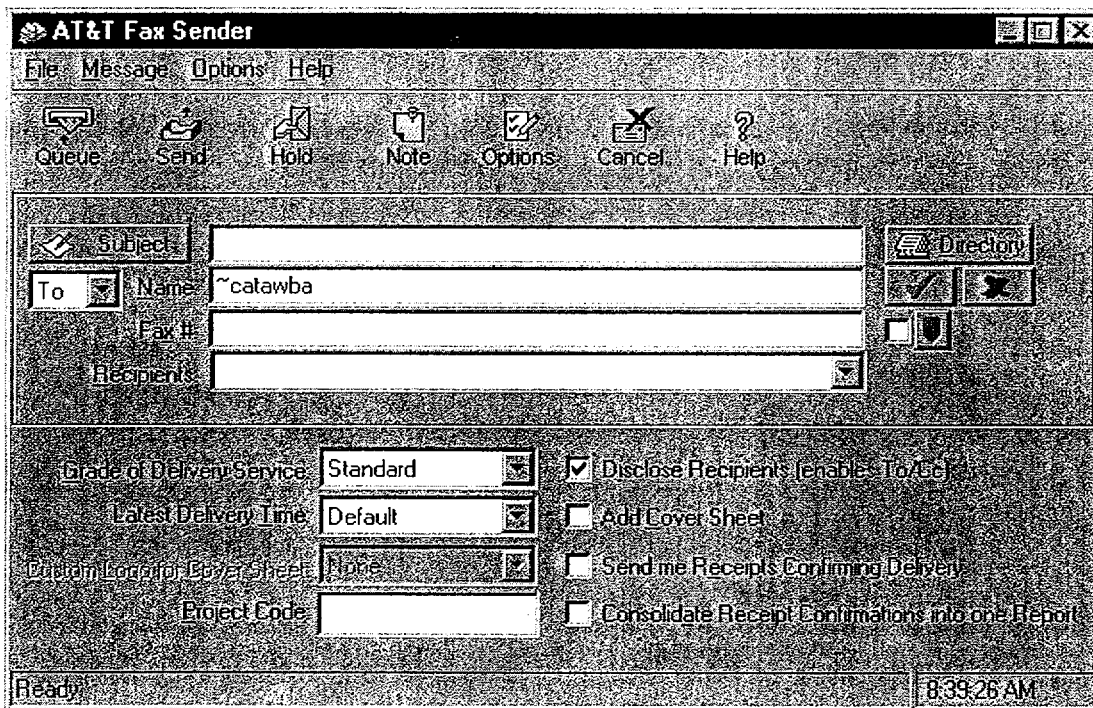 AT&T Fax Sender
File Message Options Help
Queue Send Hold Note Options Cancel Help
Subject Directory
To Name ~catawba
Fax #
Recipients
Grade of Delivery Service Standard Disclose Recipients (enables To/Cc)
Latest Delivery Time: Default Add Cover Sheet
Custom Logo for Cover Sheet: None Send me Receipts Confirming Delivery
Project Code Consolidate Receipt Confirmations into one Report
Ready 8:39:26 AM